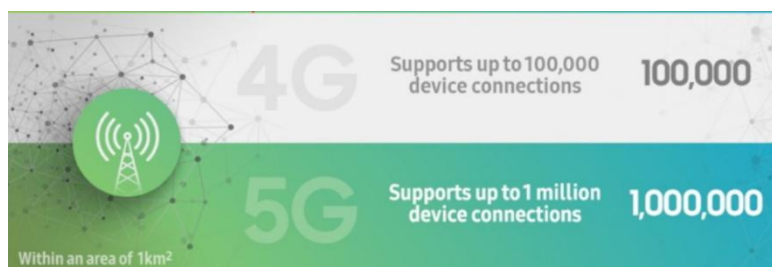 4G
Supports up to 100,000
device connections
100,000
5G
Supports up to 1 million
device connections
1,000,000
Within an area of 1km²